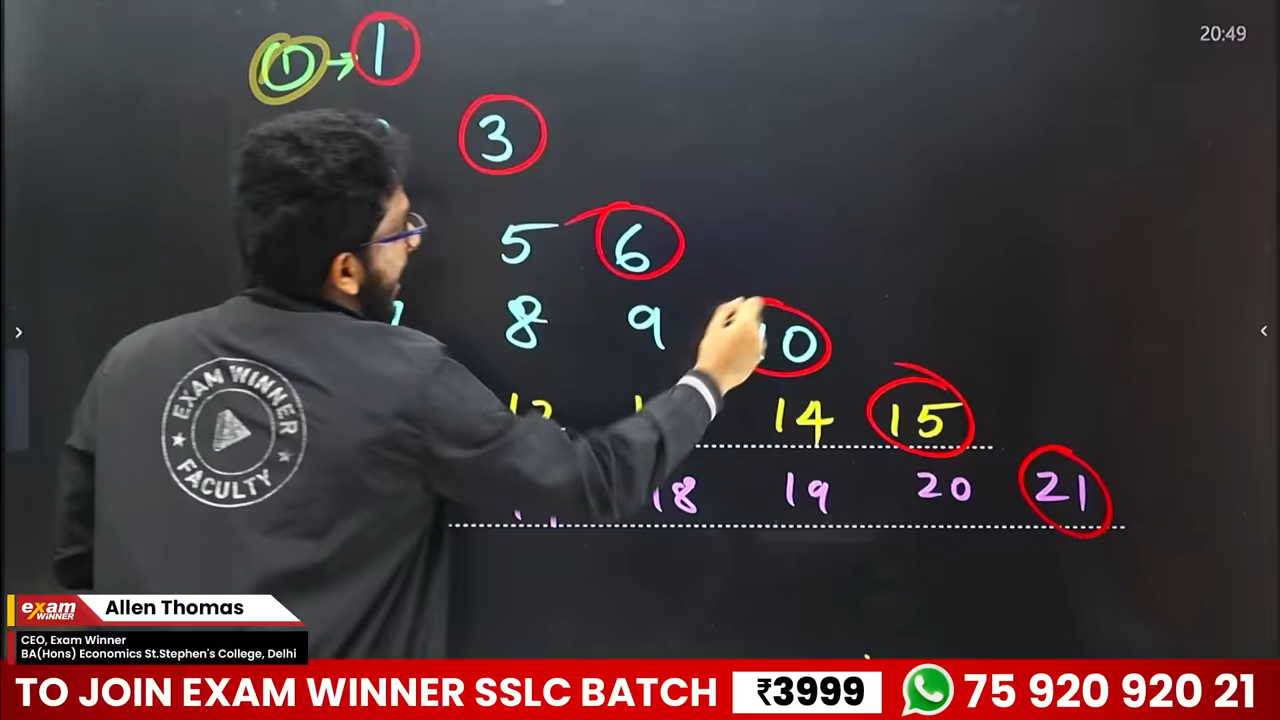 20:49
1 → 1
3
5 6
8 9 10
14 15
18 19 20 21
EXAM WINNER
FACULTY
exam WINNER
Allen Thomas
CEO, Exam Winner
BA(Hons) Economics St.Stephen's College, Delhi
TO JOIN EXAM WINNER SSLC BATCH ₹3999 75 920 920 21